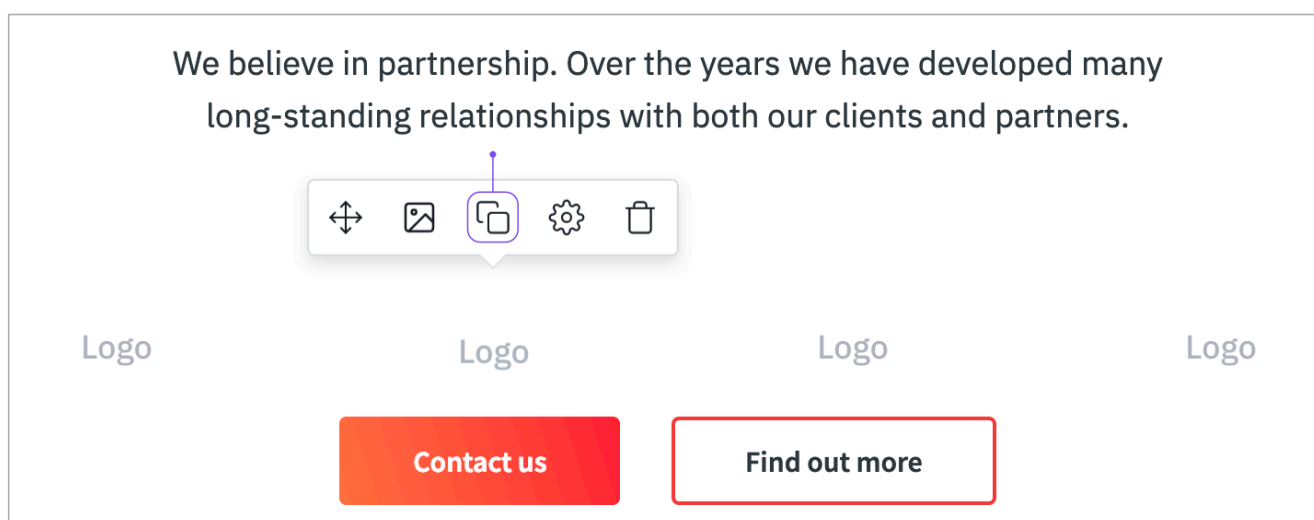 We believe in partnership. Over the years we have developed many
long-standing relationships with both our clients and partners.
Logo Logo Logo Logo
Contact us Find out more